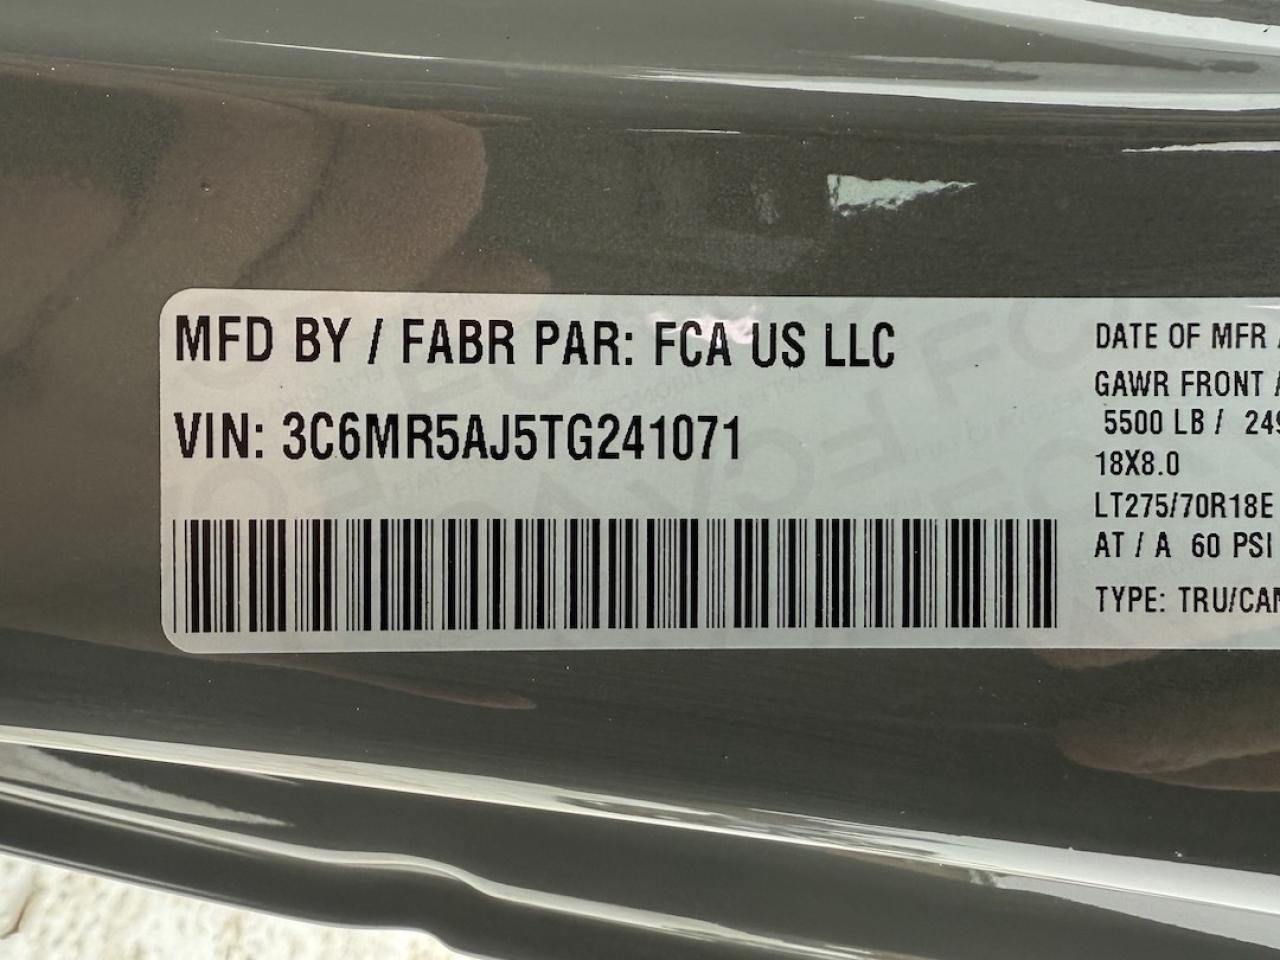 MFD BY / FABR PAR: FCA US LLC
VIN: 3C6MR5AJ5TG241071
DATE OF MFR /
GAWR FRONT /
5500 LB / 249
18X8.0
LT275/70R18E
AT / A 60 PSI
TYPE: TRU/CAM